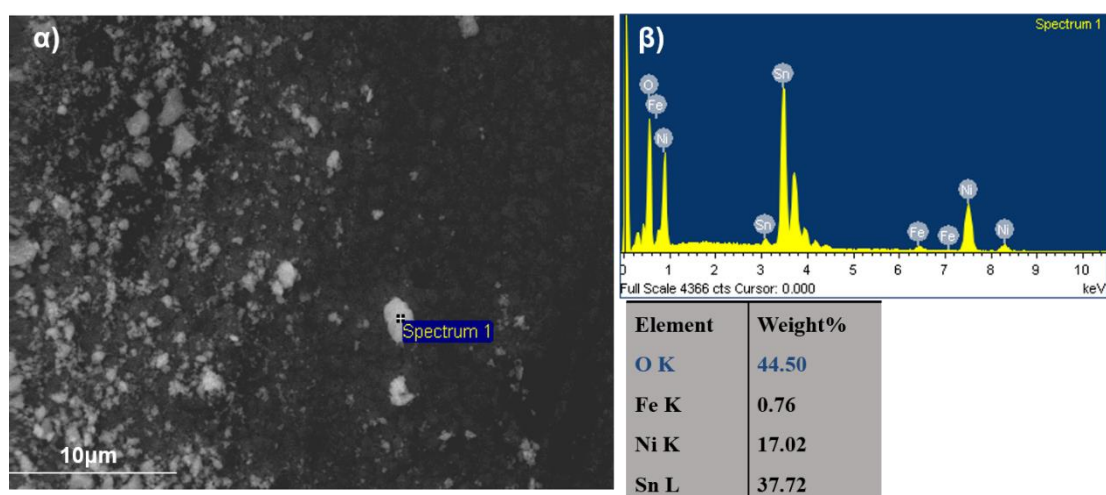 α)
Spectrum 1
10μm
β)
Spectrum 1
O
Fe
Ni
Sn
Sn
Fe
Fe
Ni
Ni
0 1 2 3 4 5 6 7 8 9 10
Full Scale 4366 cts Cursor: 0.000 keV
Element Weight%
O K 44.50
Fe K 0.76
Ni K 17.02
Sn L 37.72